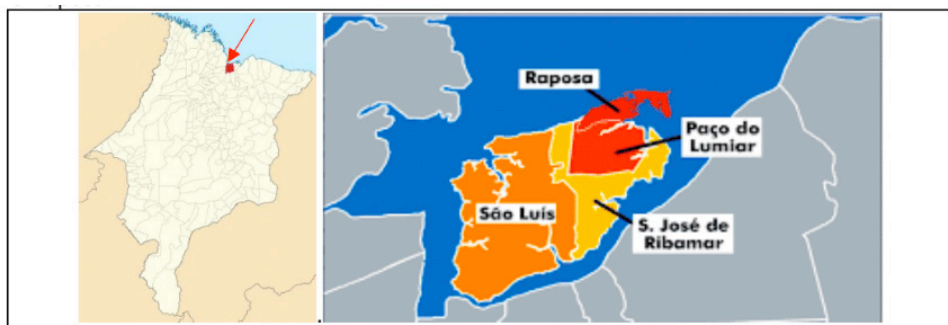 Raposa
Paço do
Lumiar
São Luís
S. José de
Ribamar